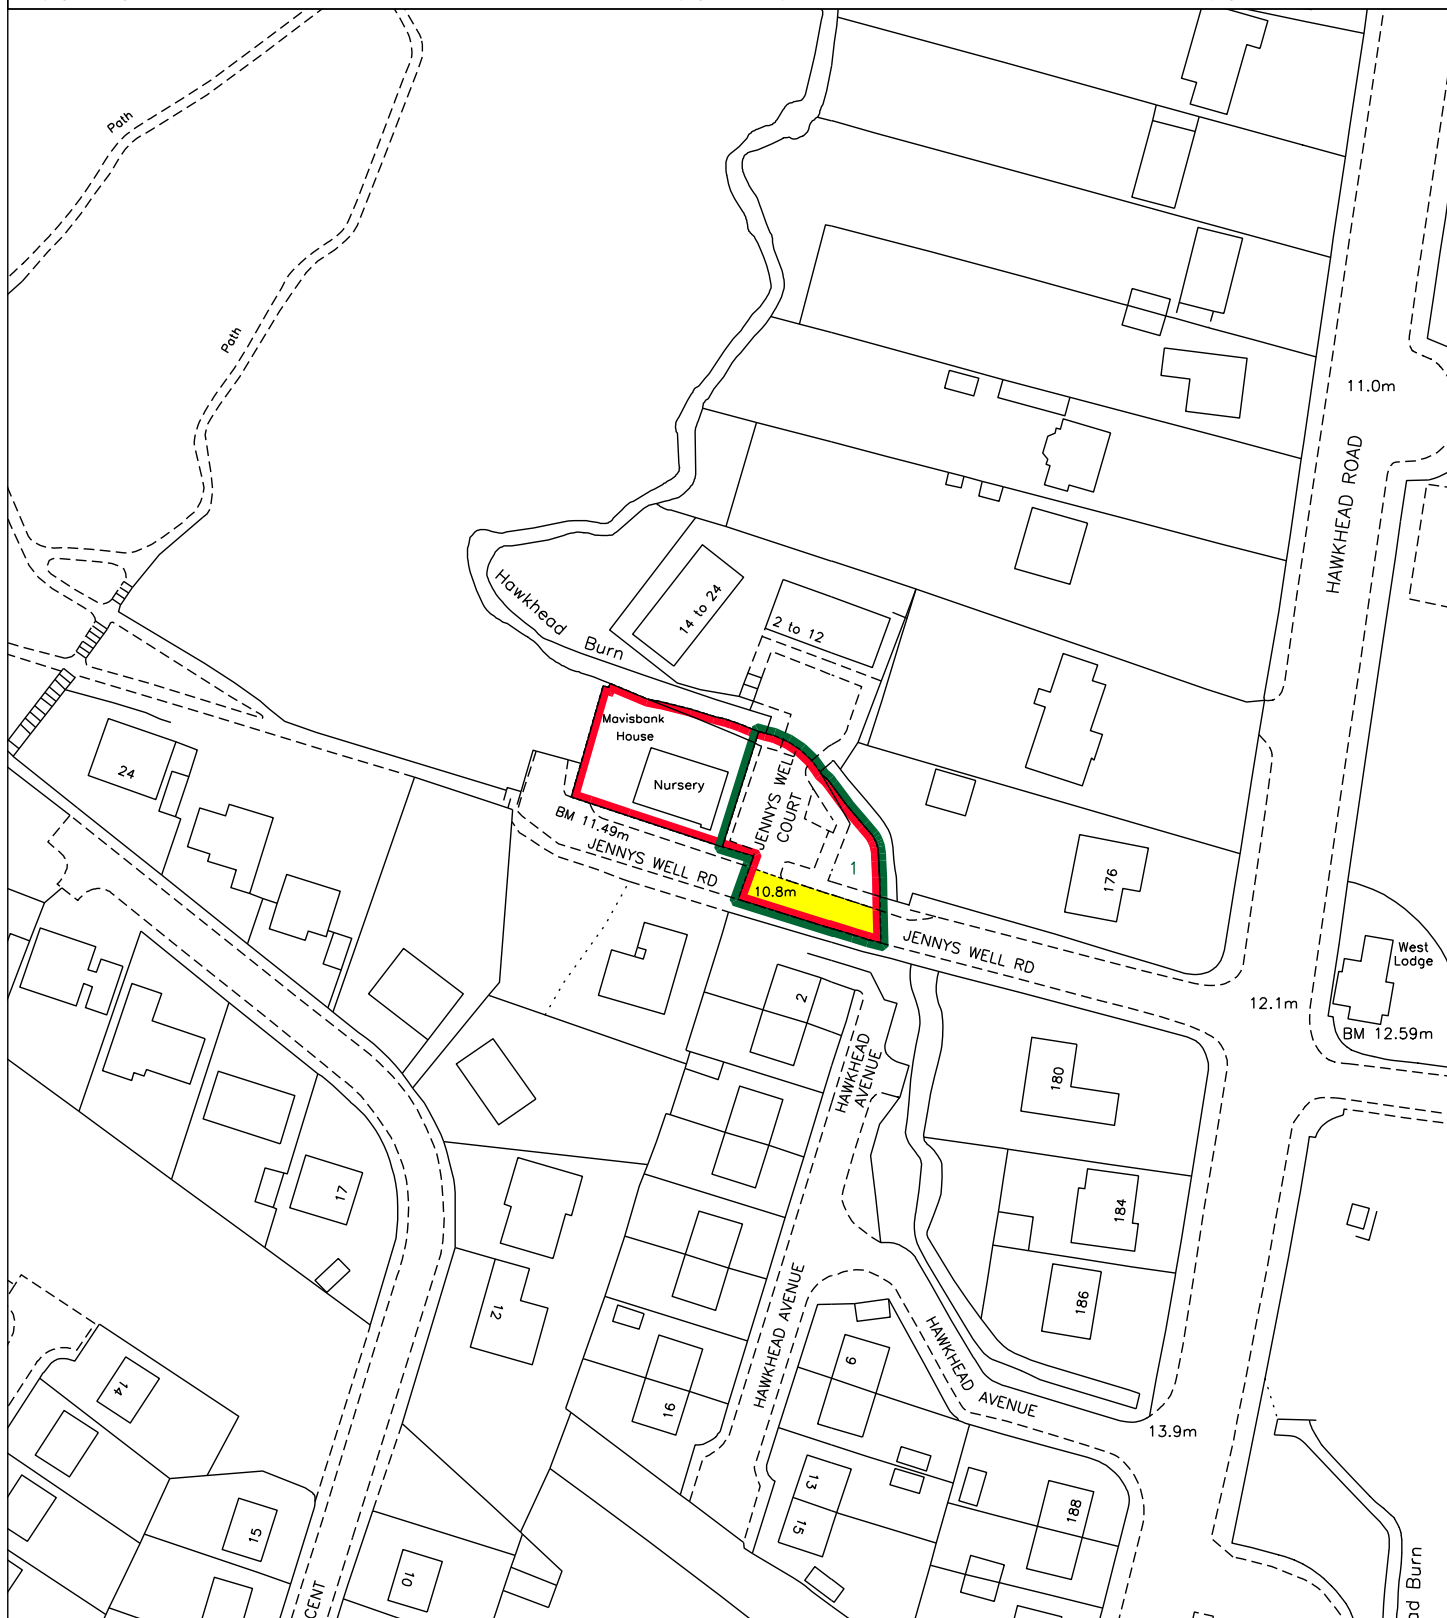 Path
Path
11.0m
HAWKHEAD ROAD
Hawkhead Burn
14 to 24
2 to 12
Mavisbank
House
Nursery
JENNYS WELL
COURT
BM 11.49m
JENNYS WELL RD
1
10.8m
24
176
JENNYS WELL RD
West
Lodge
12.1m
BM 12.59m
2
HAWKHEAD
AVENUE
180
17
184
186
12
HAWKHEAD AVENUE
HAWKHEAD AVENUE
9
14
16
13.9m
13
15
188
15
10
CENT
ad Burn